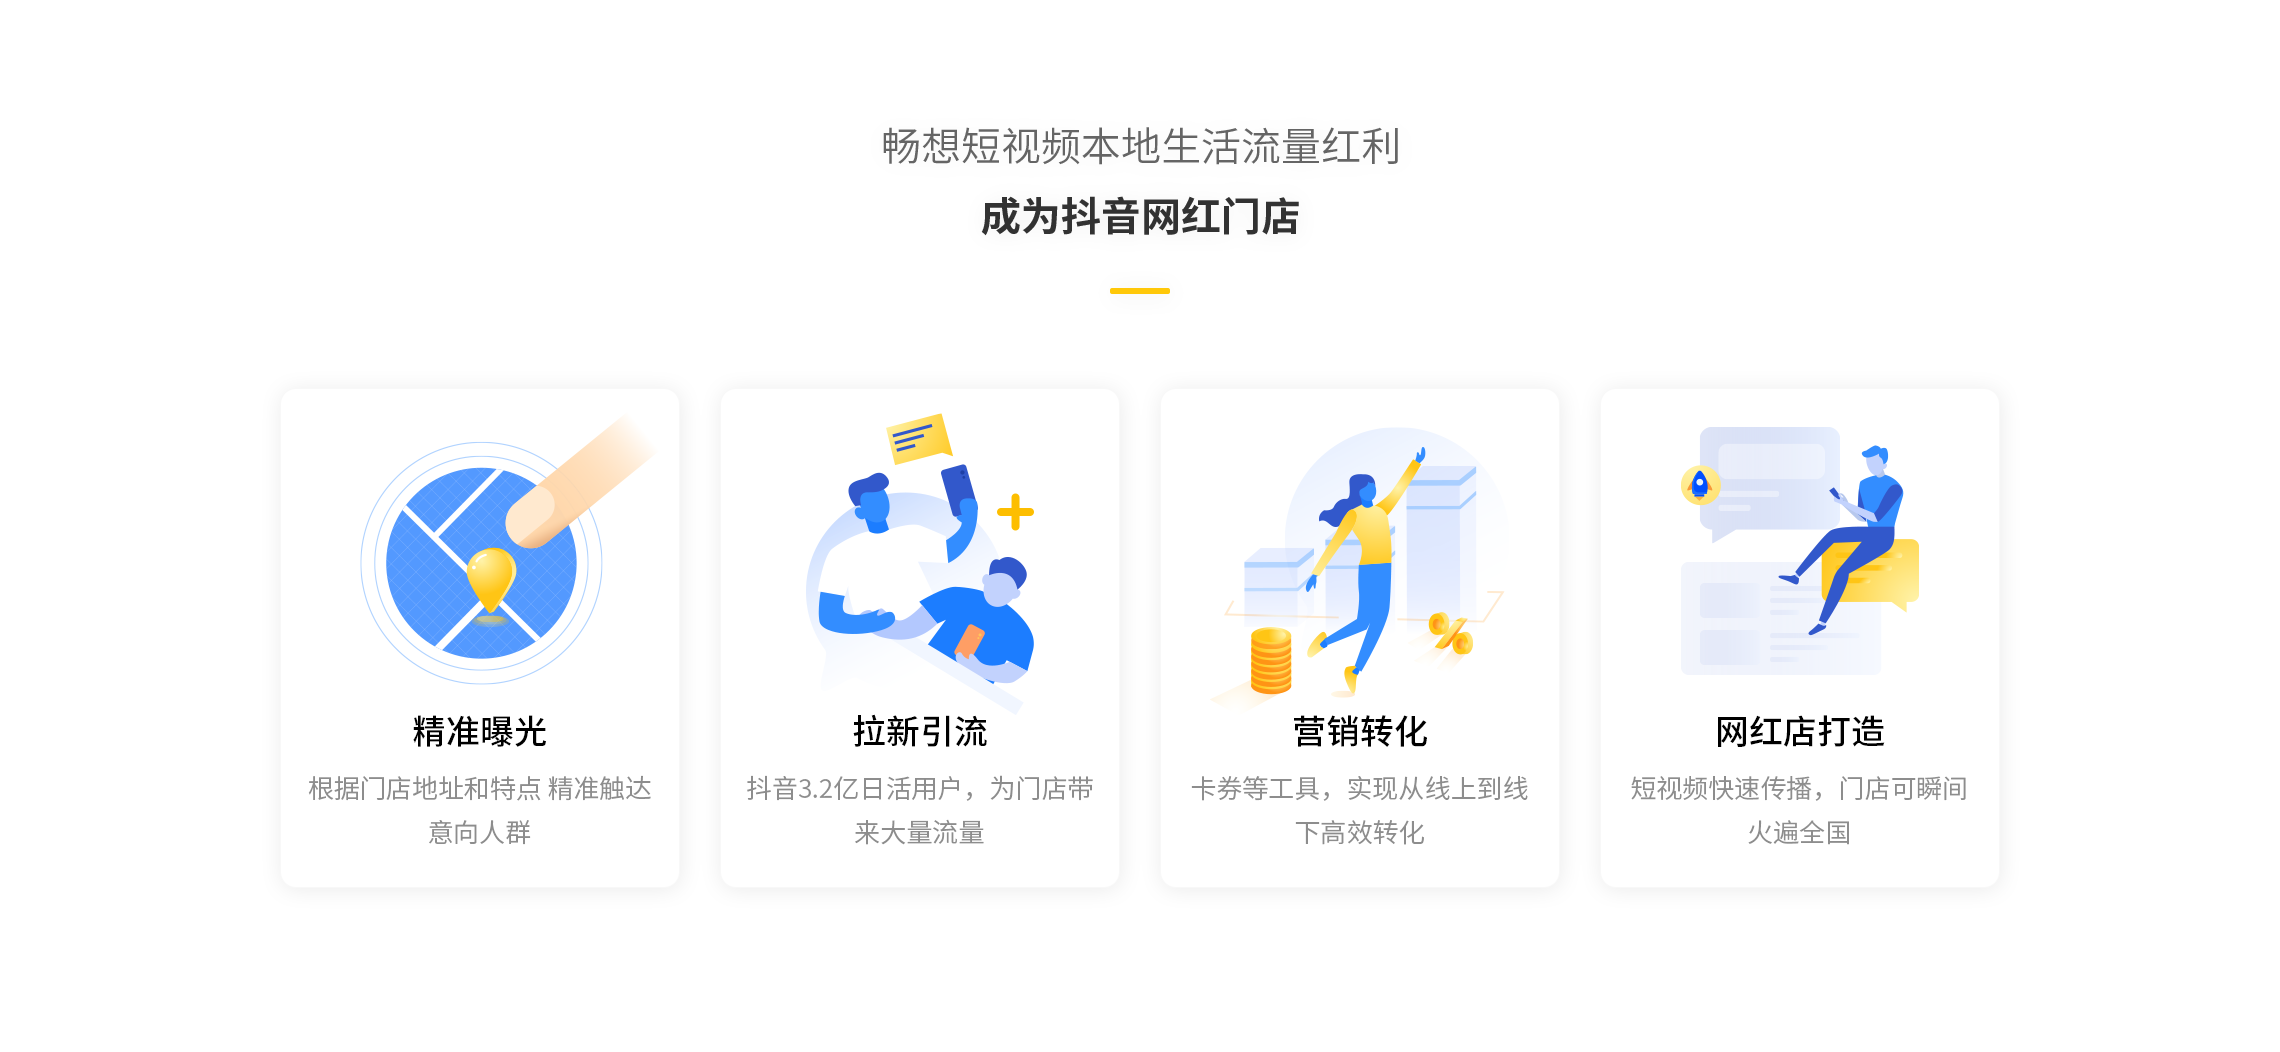 畅想短视频本地生活流量红利
成为抖音网红门店
精准曝光
根据门店地址和特点 精准触达
意向人群
拉新引流
抖音3.2亿日活用户，为门店带
来大量流量
营销转化
卡券等工具，实现从线上到线
下高效转化
网红店打造
短视频快速传播，门店可瞬间
火遍全国